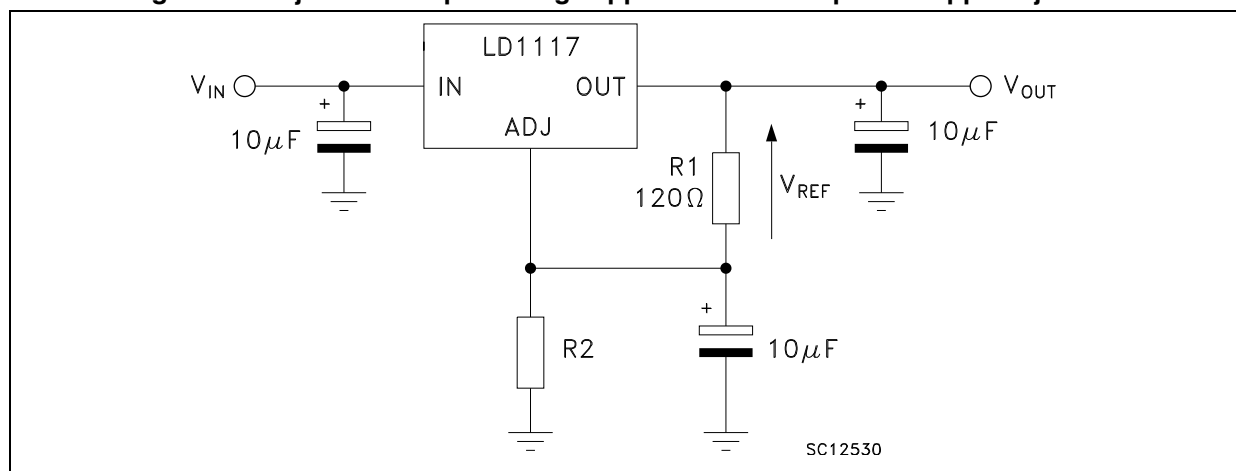 LD1117
V_IN
IN
OUT
V_OUT
ADJ
+
10μF
+
10μF
R1
120Ω
V_REF
+
R2
10μF
SC12530